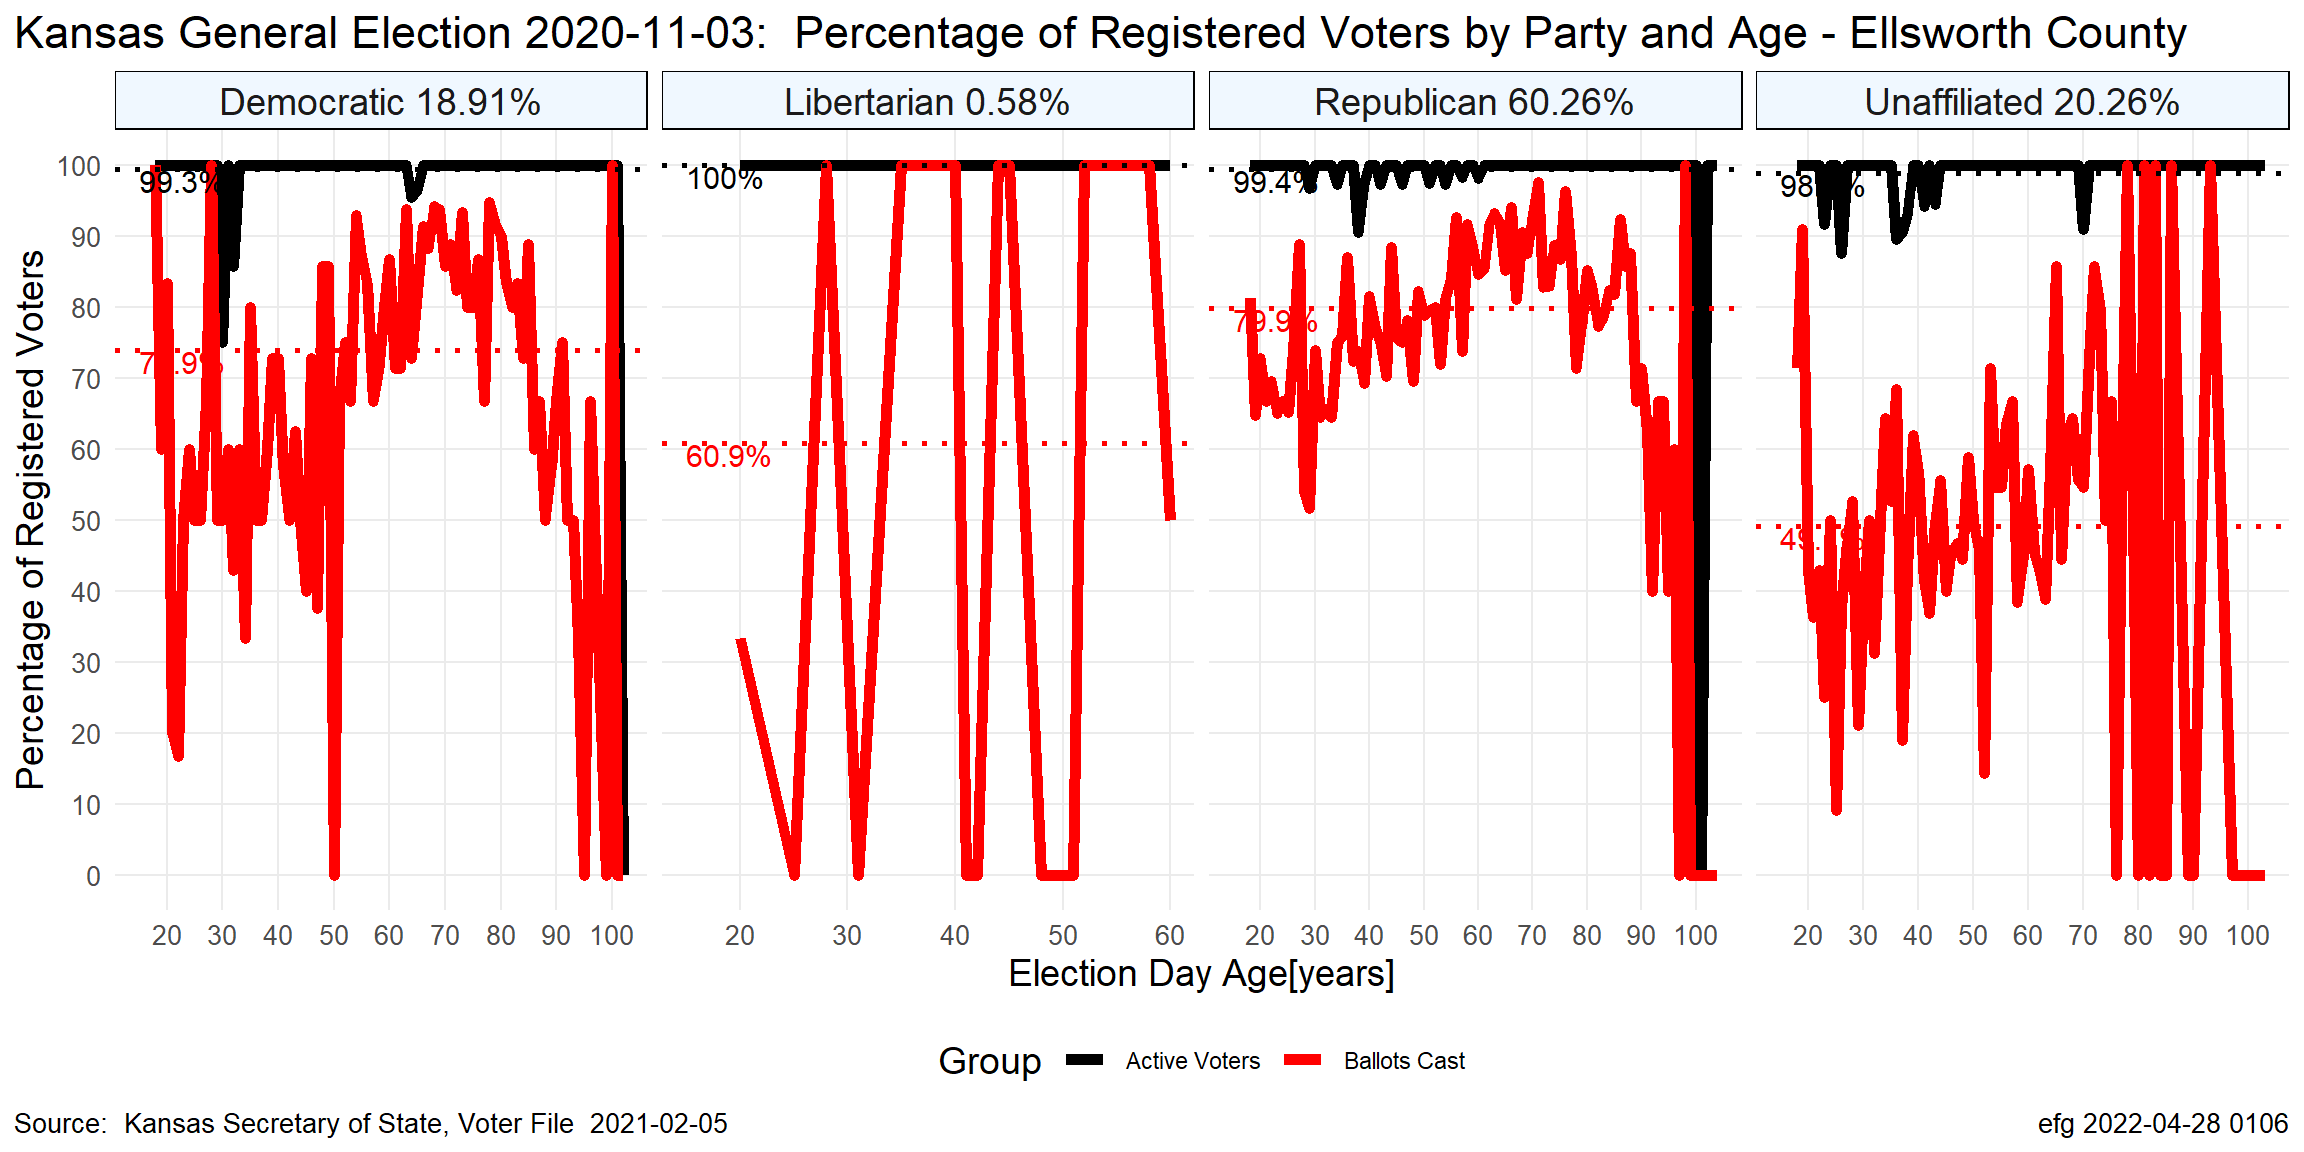 Kansas General Election 2020-11-03:  Percentage of Registered Voters by Party and Age - Ellsworth County
Democratic 18.91%
Libertarian 0.58%
Republican 60.26%
Unaffiliated 20.26%
Percentage of Registered Voters
100
90
80
70
60
50
40
30
20
10
0
99.3%
100%
60.9%
99.4%
79.9%
20 30 40 50 60 70 80 90 100
20 30 40 50 60
20 30 40 50 60 70 80 90 100
20 30 40 50 60 70 80 90 100
Election Day Age[years]
Group Active Voters Ballots Cast
Source:  Kansas Secretary of State, Voter File  2021-02-05
efg 2022-04-28 0106